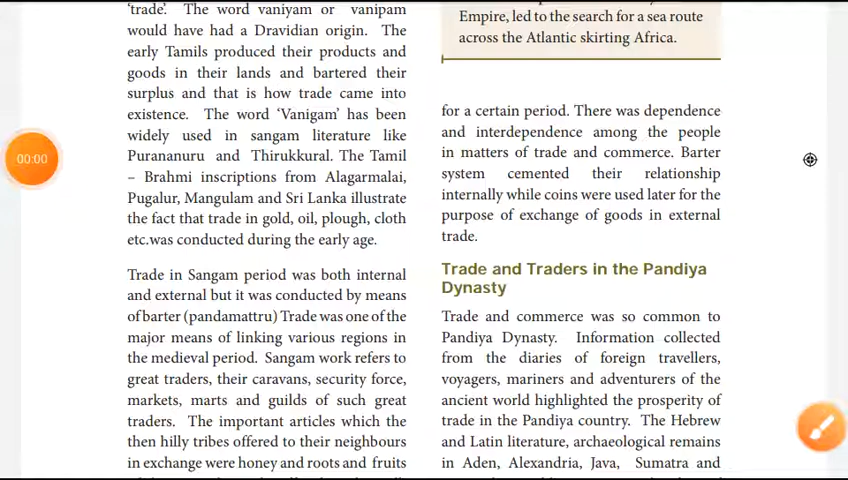 'trade'. The word vaniyam or vanipam
would have had a Dravidian origin. The
early Tamils produced their products and
goods in their lands and bartered their
surplus and that is how trade came into
existence. The word 'Vanigam' has been
widely used in sangam literature like
Purananuru and Thirukkural. The Tamil
– Brahmi inscriptions from Alagarmalai,
Pugalur, Mangulam and Sri Lanka illustrate
the fact that trade in gold, oil, plough, cloth
etc.was conducted during the early age.
Trade in Sangam period was both internal
and external but it was conducted by means
of barter (pandamattru) Trade was one of the
major means of linking various regions in
the medieval period. Sangam work refers to
great traders, their caravans, security force,
markets, marts and guilds of such great
traders. The important articles which the
then hilly tribes offered to their neighbours
in exchange were honey and roots and fruits
Empire, led to the search for a sea route
across the Atlantic skirting Africa.
for a certain period. There was dependence
and interdependence among the people
in matters of trade and commerce. Barter
system cemented their relationship
internally while coins were used later for the
purpose of exchange of goods in external
trade.
Trade and Traders in the Pandiya
Dynasty
Trade and commerce was so common to
Pandiya Dynasty. Information collected
from the diaries of foreign travellers,
voyagers, mariners and adventurers of the
ancient world highlighted the prosperity of
trade in the Pandiya country. The Hebrew
and Latin literature, archaeological remains
in Aden, Alexandria, Java, Sumatra and
00:00